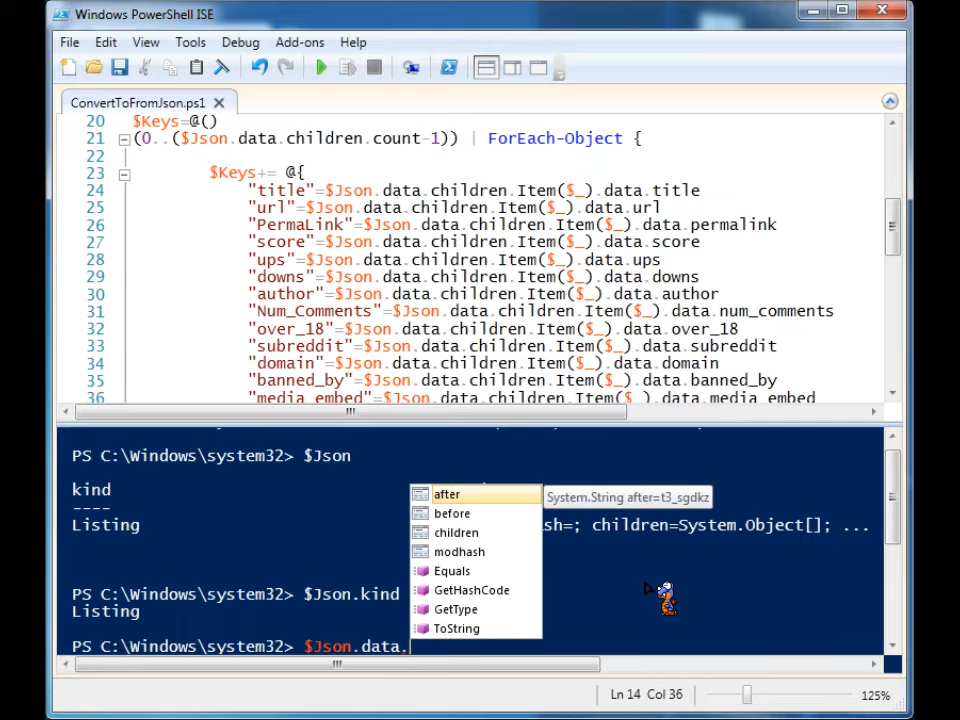 Windows PowerShell ISE
File Edit View Tools Debug Add-ons Help
ConvertToFromJson.ps1
20 $Keys=@()
21 (0..($Json.data.children.count-1)) | ForEach-Object {
22
23 $Keys+= @{
24 "title"=$Json.data.children.Item($_).data.title
25 "url"=$Json.data.children.Item($_).data.url
26 "PermaLink"=$Json.data.children.Item($_).data.permalink
27 "score"=$Json.data.children.Item($_).data.score
28 "ups"=$Json.data.children.Item($_).data.ups
29 "downs"=$Json.data.children.Item($_).data.downs
30 "author"=$Json.data.children.Item($_).data.author
31 "Num_Comments"=$Json.data.children.Item($_).data.num_comments
32 "over_18"=$Json.data.children.Item($_).data.over_18
33 "subreddit"=$Json.data.children.Item($_).data.subreddit
34 "domain"=$Json.data.children.Item($_).data.domain
35 "banned_by"=$Json.data.children.Item($_).data.banned_by
36 "media_embed"=$Json.data.children.Item($_).data.media_embed
PS C:\Windows\system32> $Json
kind
----
Listing sh=; children=System.Object[]; ...
PS C:\Windows\system32> $Json.kind
Listing
PS C:\Windows\system32> $Json.data.
after
System.String after=t3_sgdkz
before
children
modhash
Equals
GetHashCode
GetType
ToString
Ln 14 Col 36
125%